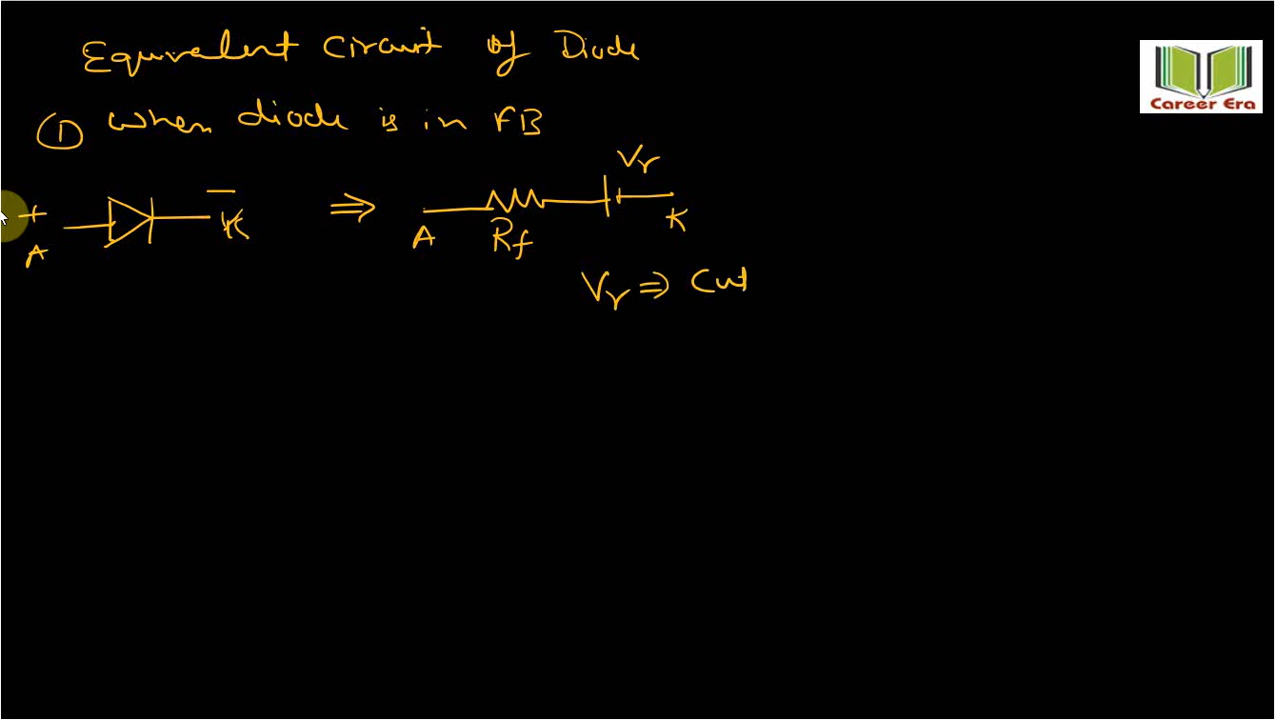 Equivalent Circuit of Diode
Career Era
① When diode is in FB
+ A — K ⇒ A Rf Vγ K
Vγ ⇒ Cut